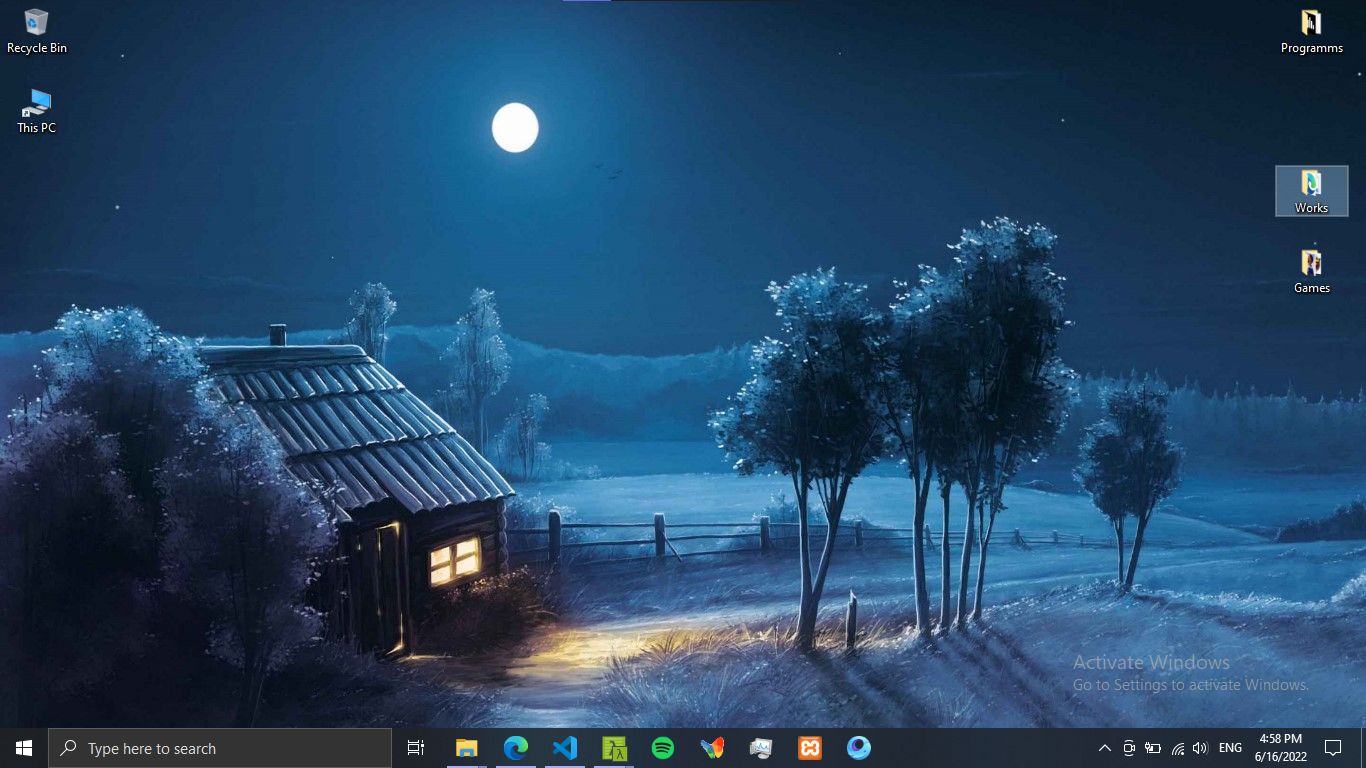 Recycle Bin
Programms
This PC
Works
Games
Activate Windows
Go to Settings to activate Windows.
Type here to search
ENG
4:58 PM
6/16/2022